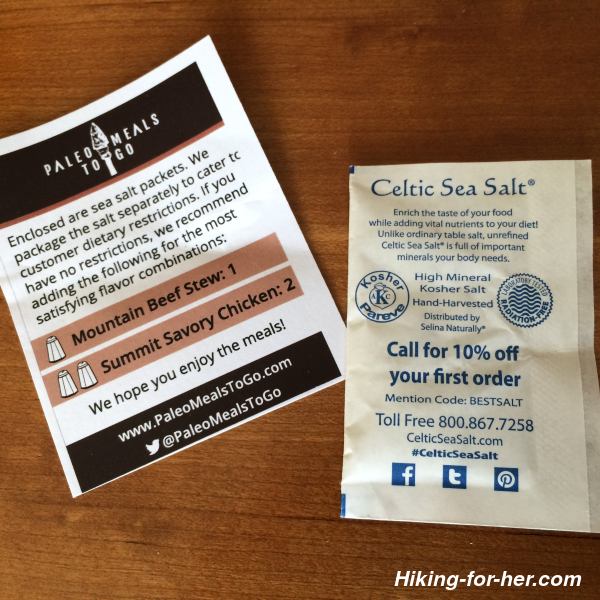 PALEO MEALS
TO GO
Enclosed are sea salt packets. We
package the salt separately to cater tc
customer dietary restrictions. If you
have no restrictions, we recommend
adding the following for the most
satisfying flavor combinations:
Mountain Beef Stew: 1
Summit Savory Chicken: 2
We hope you enjoy the meals!
www.PaleoMealsToGo.com
@PaleoMealsToGo
Celtic Sea Salt®
Enrich the taste of your food
while adding vital nutrients to your diet!
Unlike ordinary table salt, unrefined
Celtic Sea Salt® is full of important
minerals your body needs.
Kosher
AKC
Pareve
High Mineral
Kosher Salt
Hand-Harvested
Distributed by
Selina Naturally®
LABORATORY TESTED
RADIATION-FREE
Call for 10% off
your first order
Mention Code: BESTSALT
Toll Free 800.867.7258
CelticSeaSalt.com
#CelticSeaSalt
Hiking-for-her.com